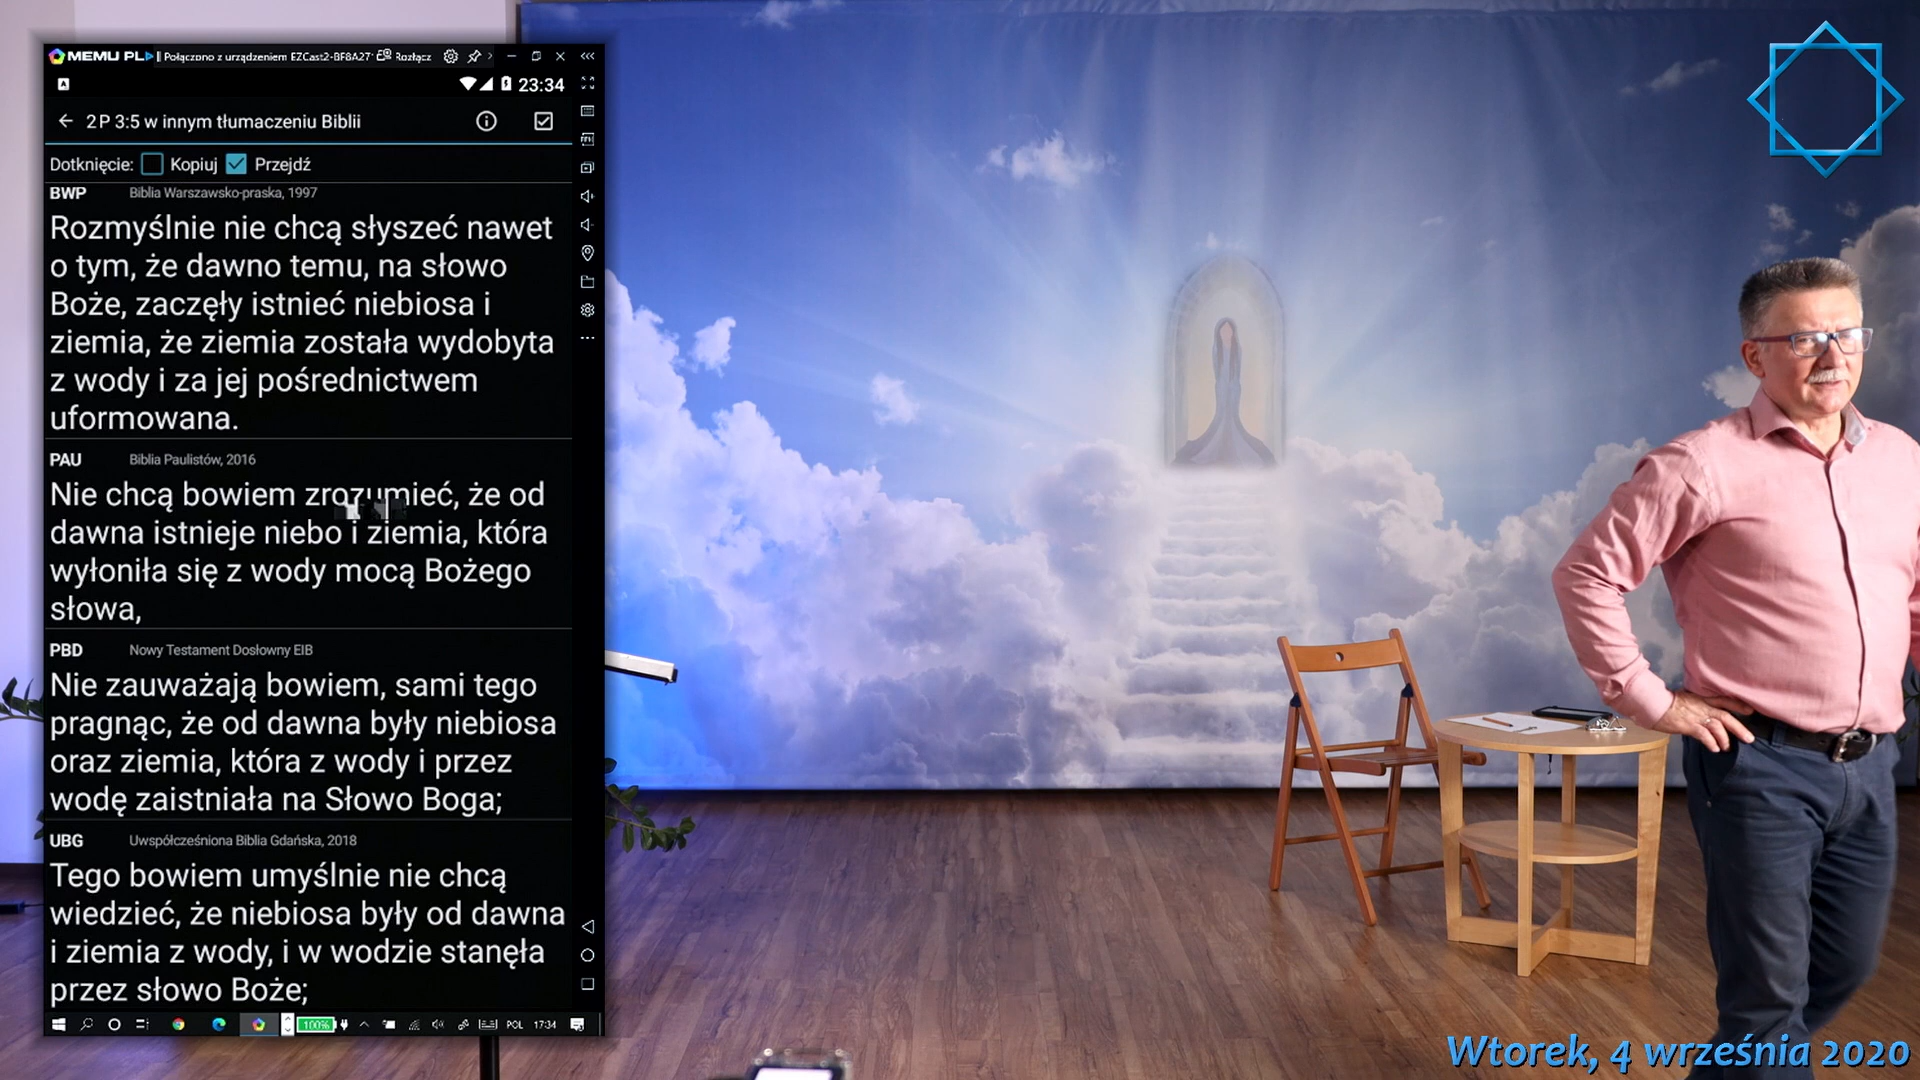 MEMU PL
Połączono z urządzeniem EZCast2-BF8A27
Rozłącz
23:34
2 P 3:5 w innym tłumaczeniu Biblii
Dotknięcie: Kopiuj Przejdź
BWP Biblia Warszawsko-praska, 1997
Rozmyślnie nie chcą słyszeć nawet
o tym, że dawno temu, na słowo
Boże, zaczęły istnieć niebiosa i
ziemia, że ziemia została wydobyta
z wody i za jej pośrednictwem
uformowana.
PAU Biblia Paulistów, 2016
Nie chcą bowiem zrozumieć, że od
dawna istnieje niebo i ziemia, która
wyłoniła się z wody mocą Bożego
słowa,
PBD Nowy Testament Dosłowny EIB
Nie zauważają bowiem, sami tego
pragnąc, że od dawna były niebiosa
oraz ziemia, która z wody i przez
wodę zaistniała na Słowo Boga;
UBG Uwspółcześniona Biblia Gdańska, 2018
Tego bowiem umyślnie nie chcą
wiedzieć, że niebiosa były od dawna
i ziemia z wody, i w wodzie stanęła
przez słowo Boże;
100% POL 17:34
Wtorek, 4 września 2020